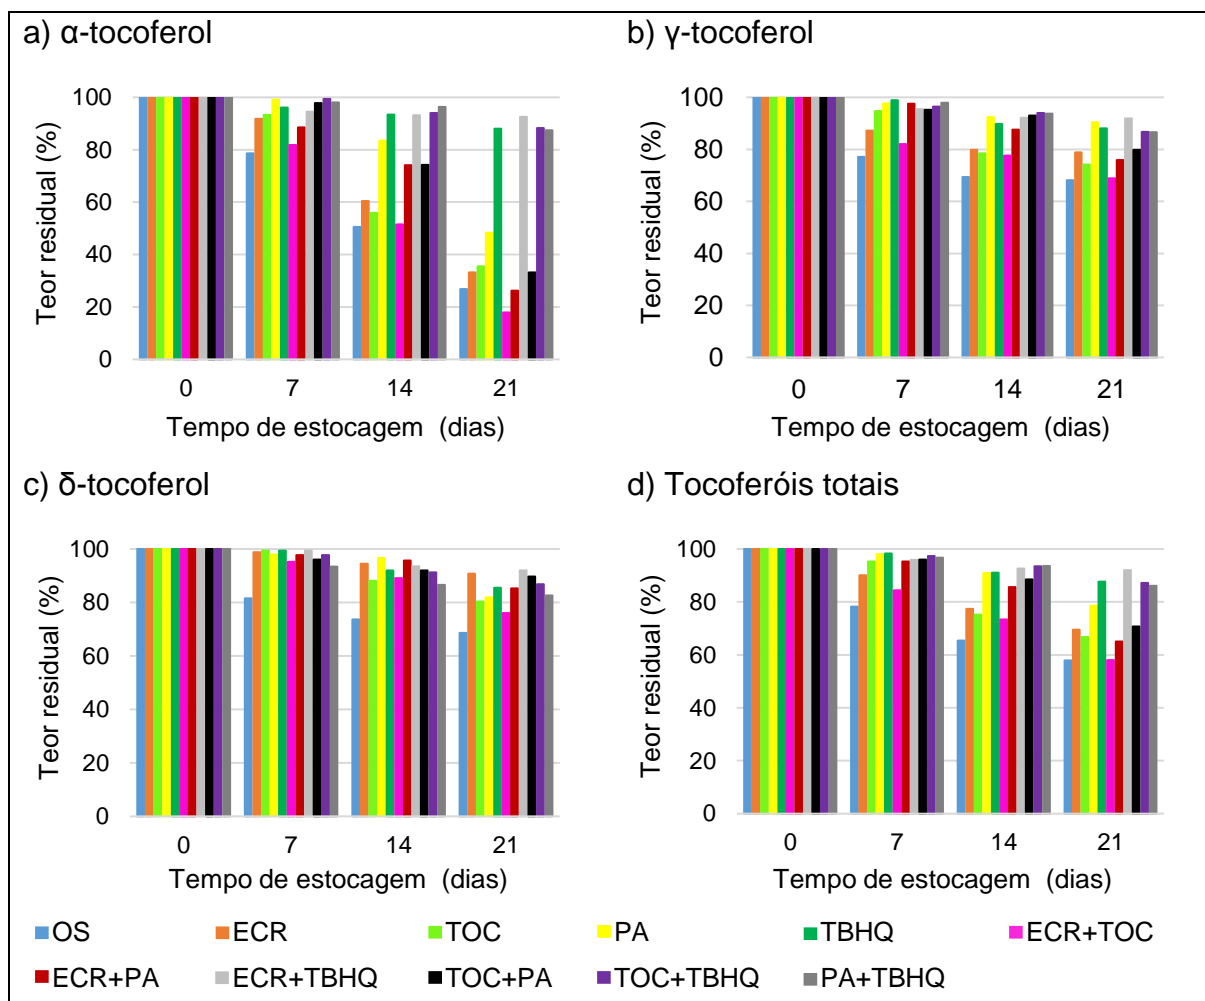 a) α-tocoferol
100
80
60
40
20
0
Teor residual (%)
0 7 14 21
Tempo de estocagem (dias)
b) γ-tocoferol
100
80
60
40
20
0
Teor residual (%)
0 7 14 21
Tempo de estocagem (dias)
c) δ-tocoferol
100
80
60
40
20
0
Teor residual (%)
0 7 14 21
Tempo de estocagem (dias)
d) Tocoferóis totais
100
80
60
40
20
0
Teor residual (%)
0 7 14 21
Tempo de estocagem (dias)
OS ECR TOC PA TBHQ ECR+TOC
ECR+PA ECR+TBHQ TOC+PA TOC+TBHQ PA+TBHQ